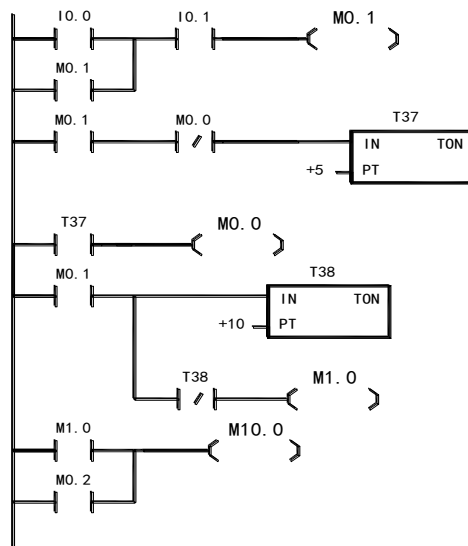 I0.0 I0.1 M0.1
M0.1
M0.1 M0.0 T37
IN TON
+5 PT
T37 M0.0
M0.1 T38
IN TON
+10 PT
T38 M1.0
M1.0 M10.0
M0.2